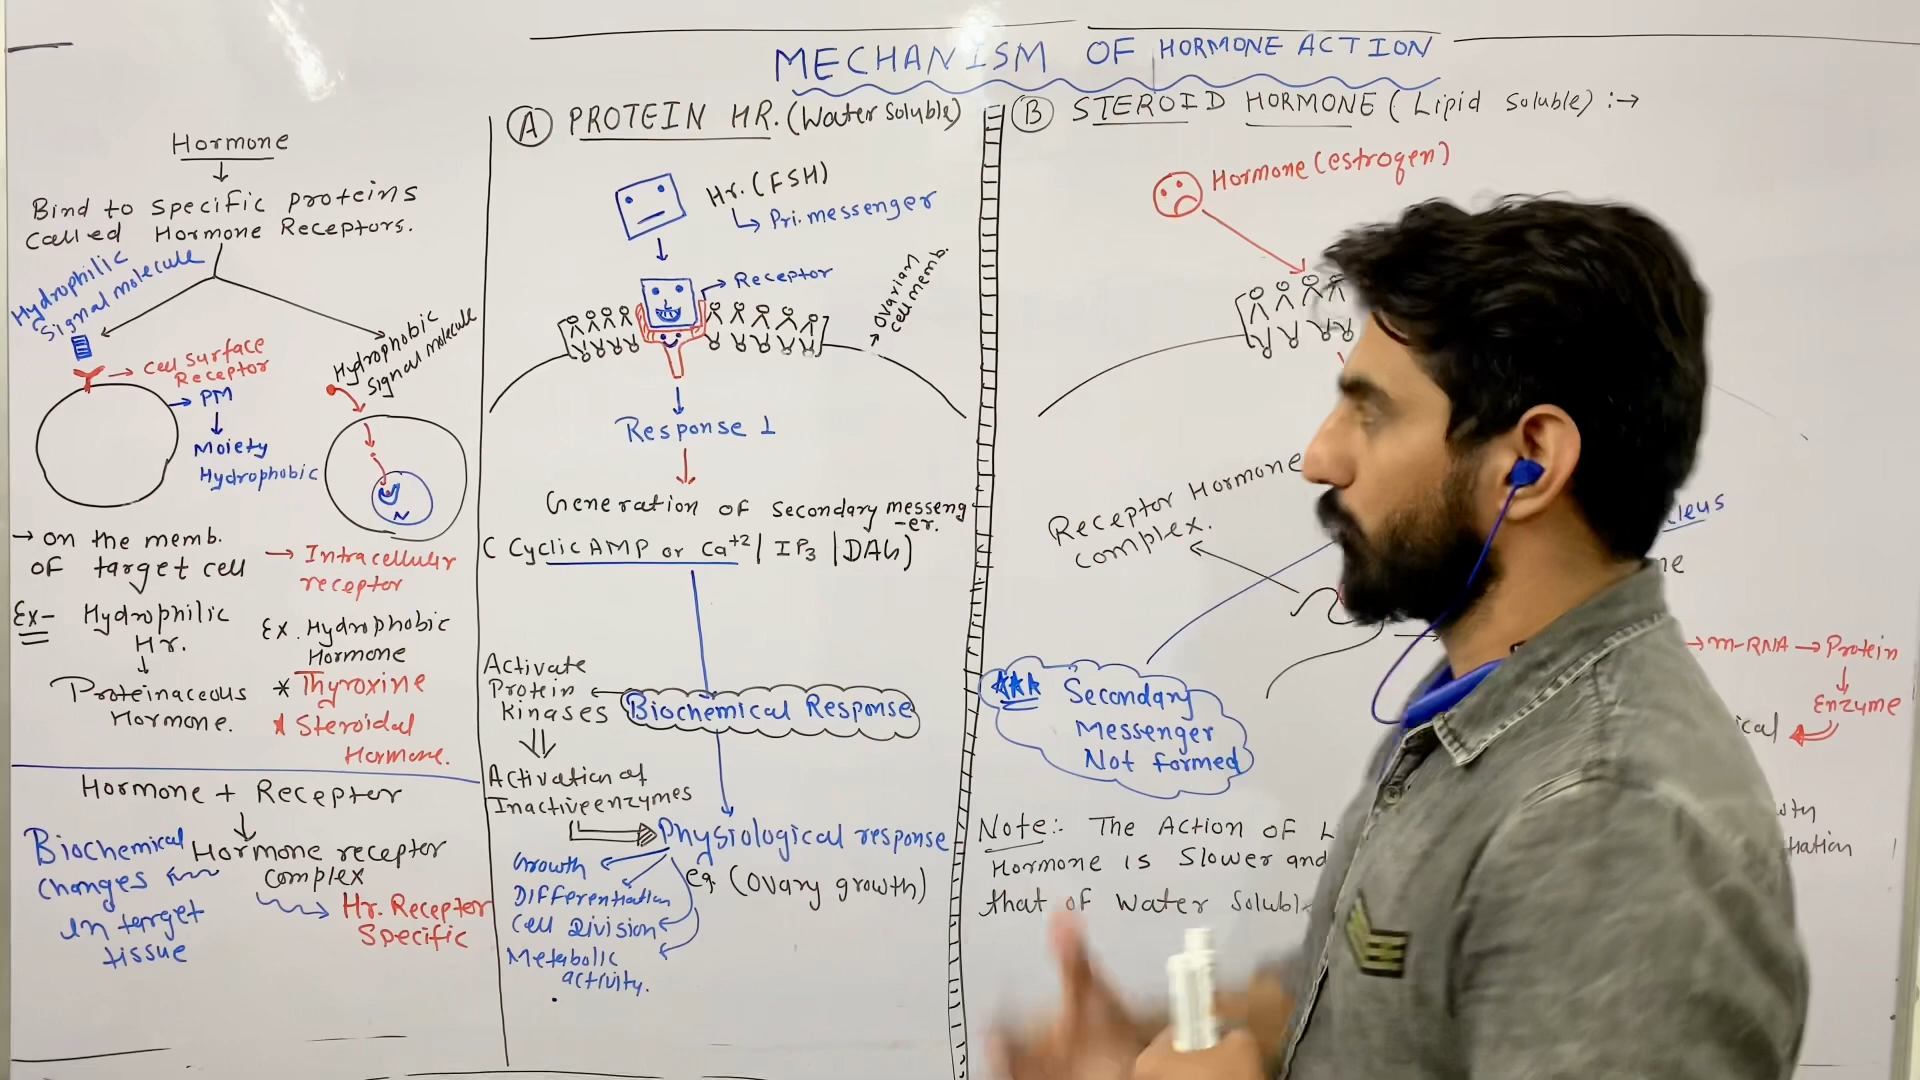 MECHANISM OF HORMONE ACTION
Hormone
Bind to specific proteins
called Hormone Receptors.
Hydrophilic
Signal molecule
→ Cell surface
Receptor
→ PM
Moiety
Hydrophobic
→ on the memb.
of target cell
Ex- Hydrophilic
Hr.
Proteinaceous
Hormone.
Hydrophobic
signal molecule
N
→ Intracellular
receptor
Ex. Hydrophobic
Hormone
* Thyroxine
* Steroidal
Hormone.
Hormone + Receptor
Hormone receptor
complex
Biochemical
changes
in target
tissue
Hr. Receptor
Specific
A PROTEIN HR. (Water soluble)
Hr. (FSH)
Pri. messenger
→ Receptor
→ ovarian
cell memb.
Response 1
Generation of secondary messeng
-er.
( Cyclic AMP or Ca+2 | IP3 | DAG)
Activate
Protein
kinases
Biochemical Response
Activation of
Inactive enzymes
Physiological response
eg. (Ovary growth)
Growth
Differentiation
Cell Division
Metabolic
activity.
B STEROID HORMONE (Lipid soluble) :→
Hormone (estrogen)
Receptor Hormone
complex.
→ m-RNA → Protein
Enzyme
Secondary
Messenger
Not formed
Note:- The Action of L
Hormone is Slower and
that of Water Solubl